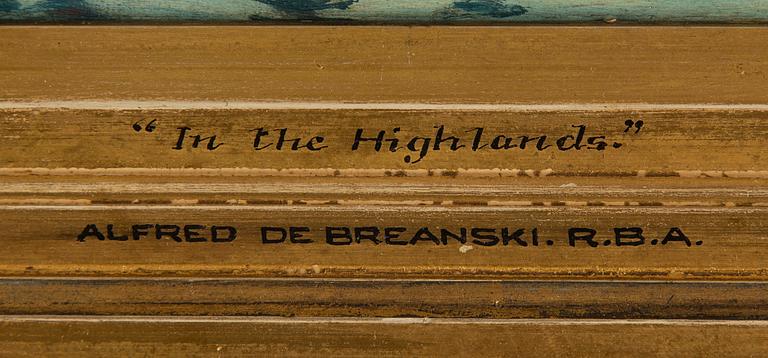 “In the Highlands.”
ALFRED DE BREANSKI. R.B.A.